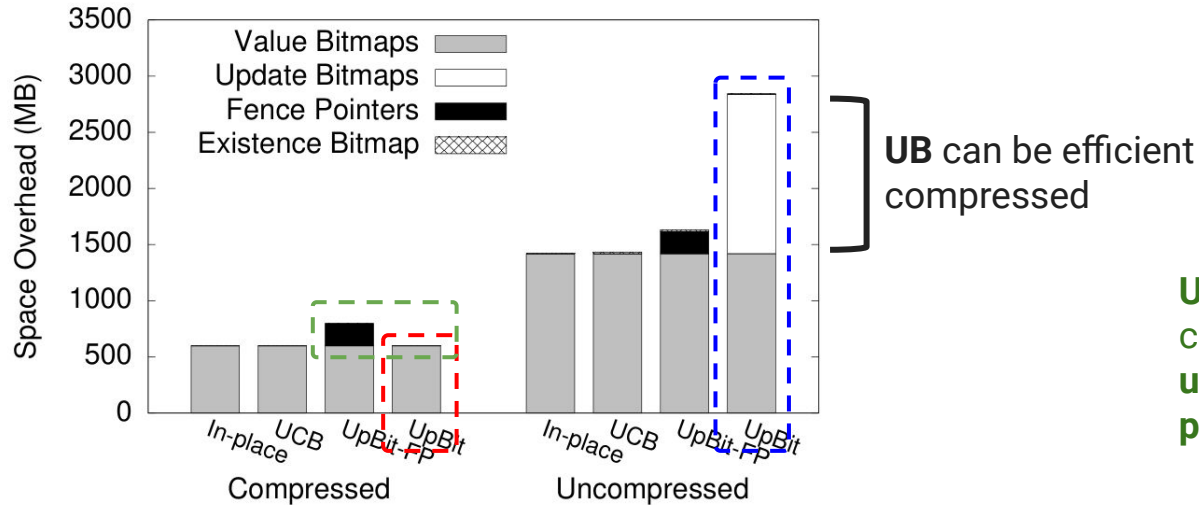 3500
3000
2500
2000
1500
1000
500
0
Space Overhead (MB)
Value Bitmaps
Update Bitmaps
Fence Pointers
Existence Bitmap
In-place
UCB
UpBit-FP
UpBit
In-place
UCB
UpBit-FP
UpBit
Compressed
Uncompressed
UB can be efficient
compressed